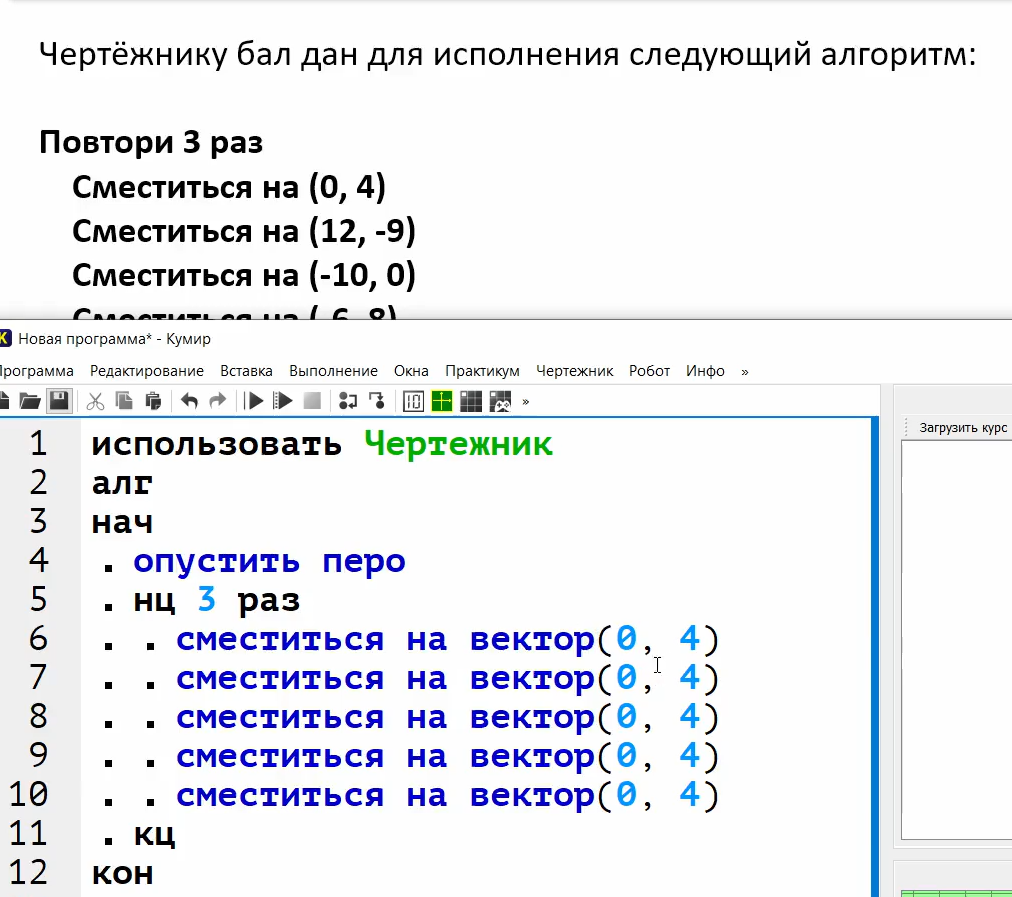 Чертёжнику бал дан для исполнения следующий алгоритм:
Повтори 3 раз
Сместиться на (0, 4)
Сместиться на (12, -9)
Сместиться на (-10, 0)
Сместиться на (-6, 8)
Новая программа* - Кумир
Программа Редактирование Вставка Выполнение Окна Практикум Чертежник Робот Инфо »
»
Загрузить курс
1 использовать Чертежник
2 алг
3 нач
4 . опустить перо
5 . нц 3 раз
6 . . сместиться на вектор(0, 4)
7 . . сместиться на вектор(0, 4)
8 . . сместиться на вектор(0, 4)
9 . . сместиться на вектор(0, 4)
10 . . сместиться на вектор(0, 4)
11 . кц
12 кон